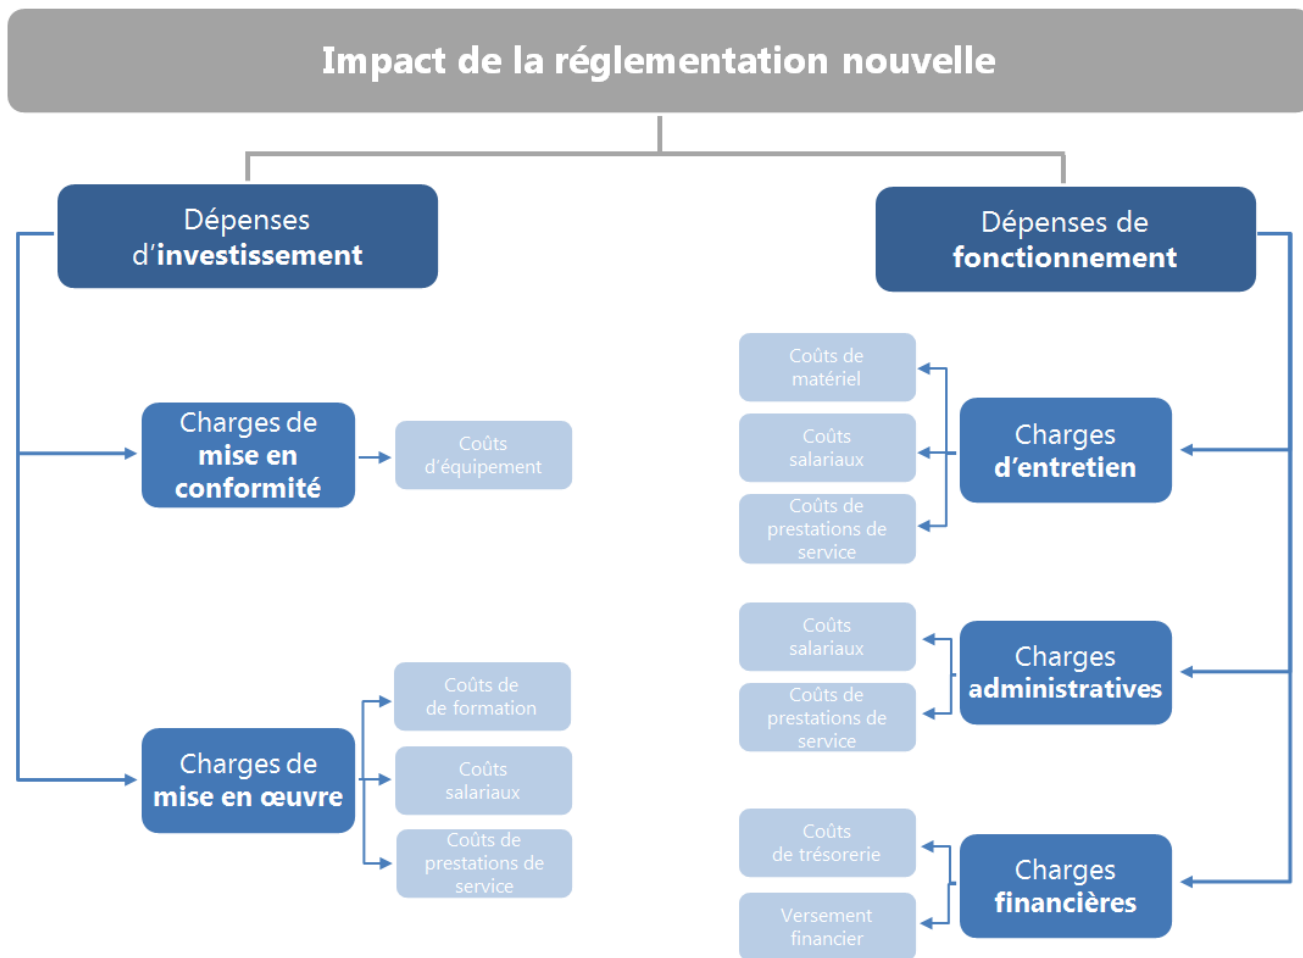 Impact de la réglementation nouvelle
Dépenses
d'investissement
Charges de
mise en
conformité
Coûts
d'équipement
Charges de
mise en œuvre
Coûts de
de formation
Coûts
salariaux
Coûts de
prestations de
service
Dépenses de
fonctionnement
Charges
d'entretien
Coûts de
matériel
Coûts
salariaux
Coûts de
prestations de
service
Charges
administratives
Coûts
salariaux
Coûts de
prestations de
service
Charges
financières
Coûts
de trésorerie
Versement
financier